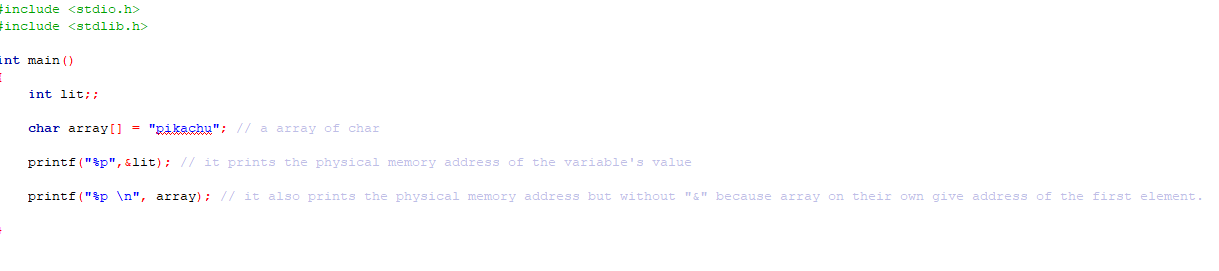 #include <stdio.h>
#include <stdlib.h>
int main()
{
int lit;;
char array[] = "pikachu"; // a array of char
printf("%p",&lit); // it prints the physical memory address of the variable's value
printf("%p \n", array); // it also prints the physical memory address but without "&" because array on their own give address of the first element.
}